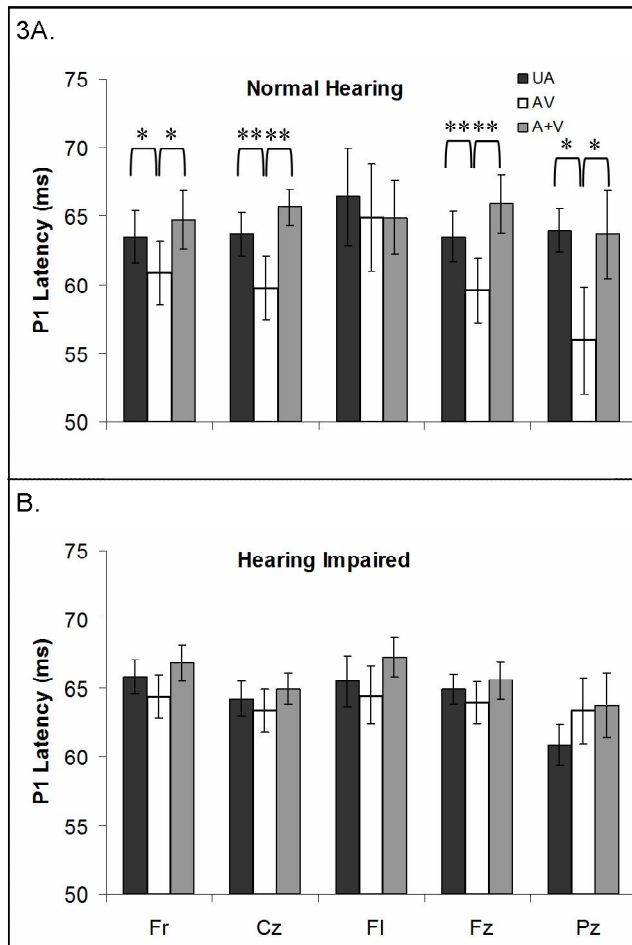 3A.
75
Normal Hearing
UA
AV
A+V
* * **** **** * *
70
65
60
55
50
P1 Latency (ms)
B.
75
Hearing Impaired
70
65
60
55
50
P1 Latency (ms)
Fr Cz Fl Fz Pz